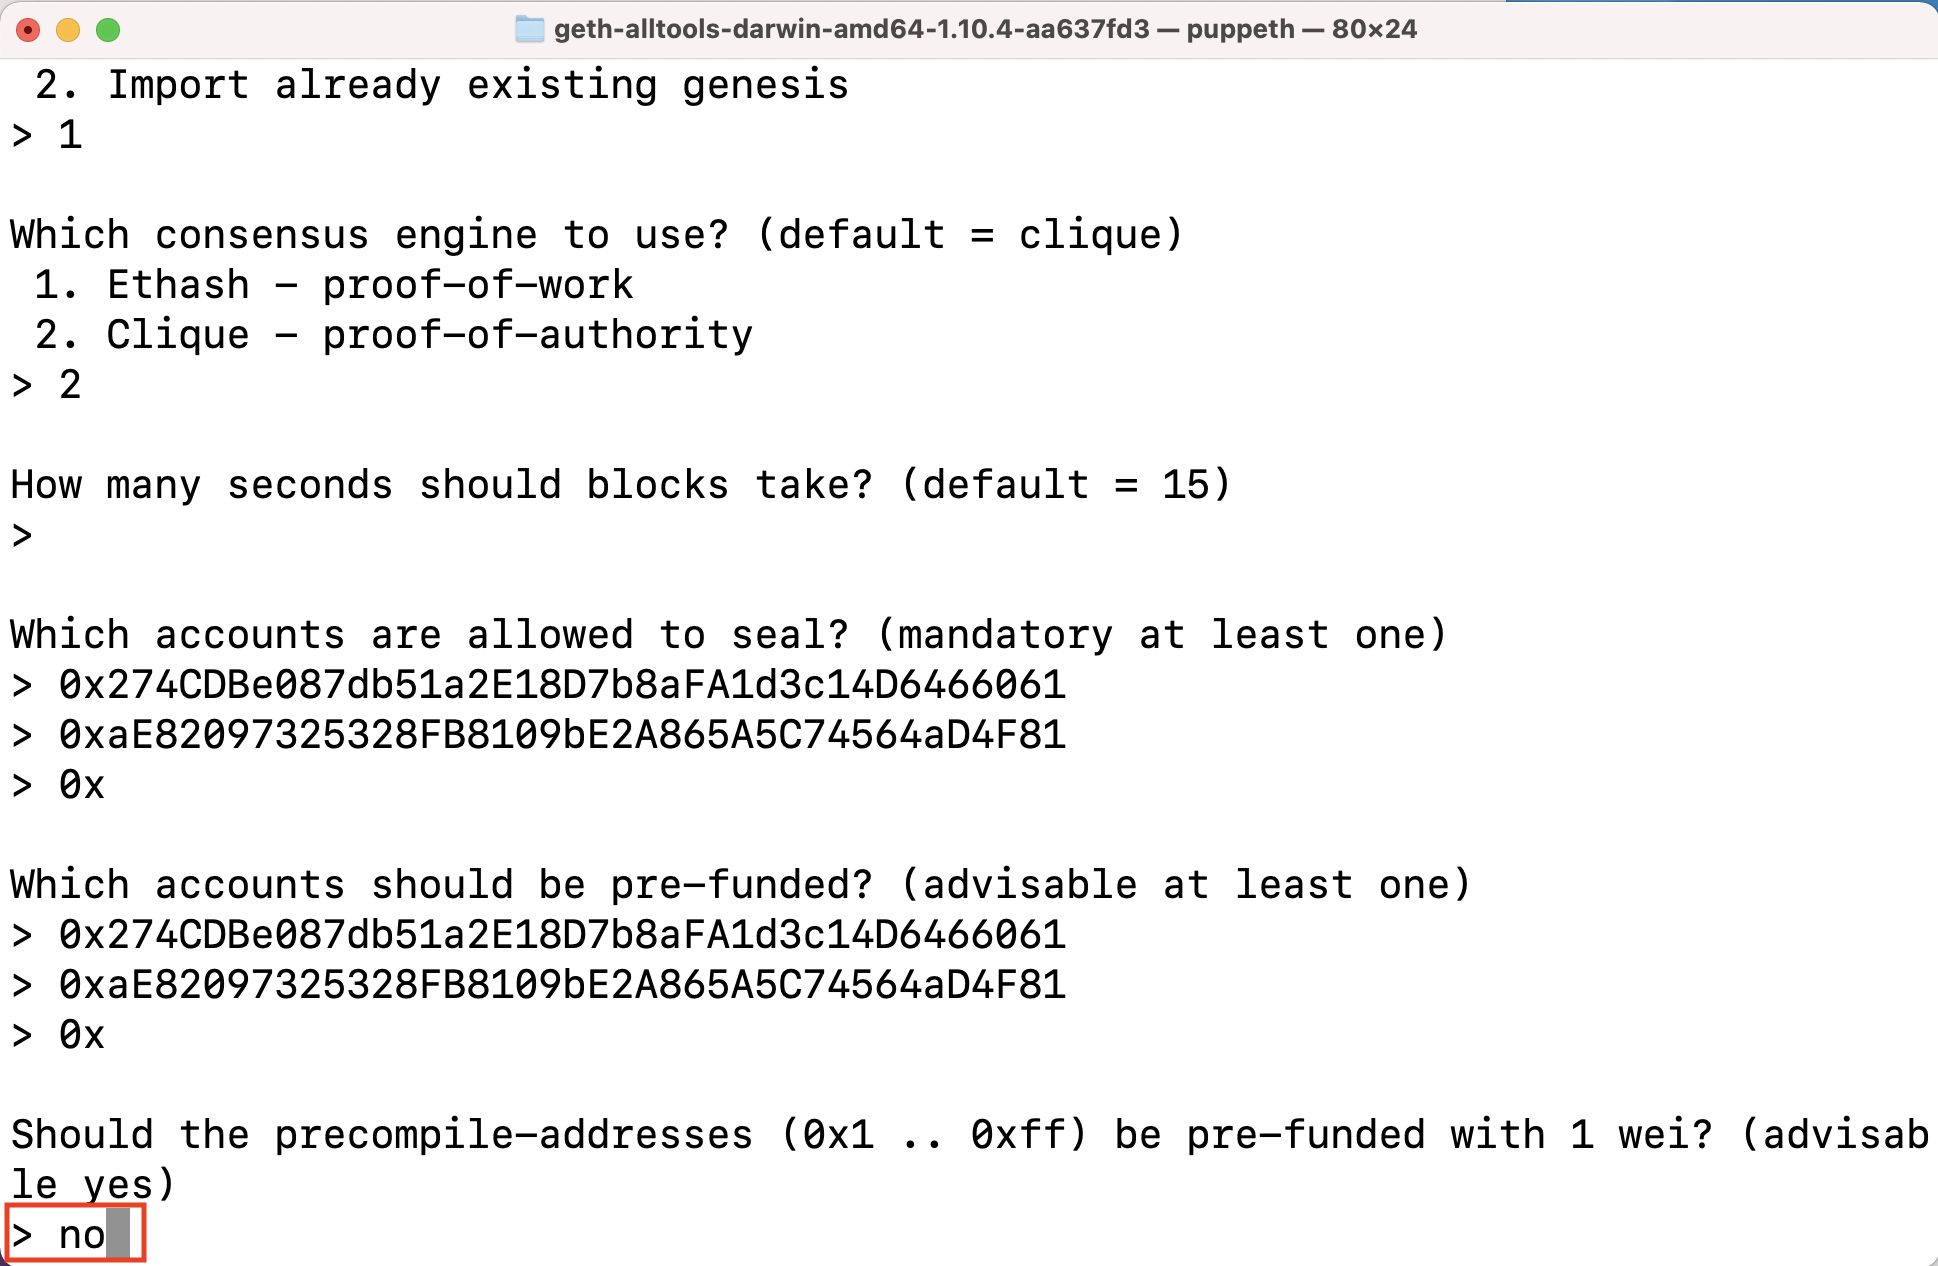 geth-alltools-darwin-amd64-1.10.4-aa637fd3 — puppeth — 80×24
2. Import already existing genesis
> 1
Which consensus engine to use? (default = clique)
1. Ethash - proof-of-work
2. Clique - proof-of-authority
> 2
How many seconds should blocks take? (default = 15)
>
Which accounts are allowed to seal? (mandatory at least one)
> 0x274CDBe087db51a2E18D7b8aFA1d3c14D6466061
> 0xaE82097325328FB8109bE2A865A5C74564aD4F81
> 0x
Which accounts should be pre-funded? (advisable at least one)
> 0x274CDBe087db51a2E18D7b8aFA1d3c14D6466061
> 0xaE82097325328FB8109bE2A865A5C74564aD4F81
> 0x
Should the precompile-addresses (0x1 .. 0xff) be pre-funded with 1 wei? (advisab
le yes)
> no